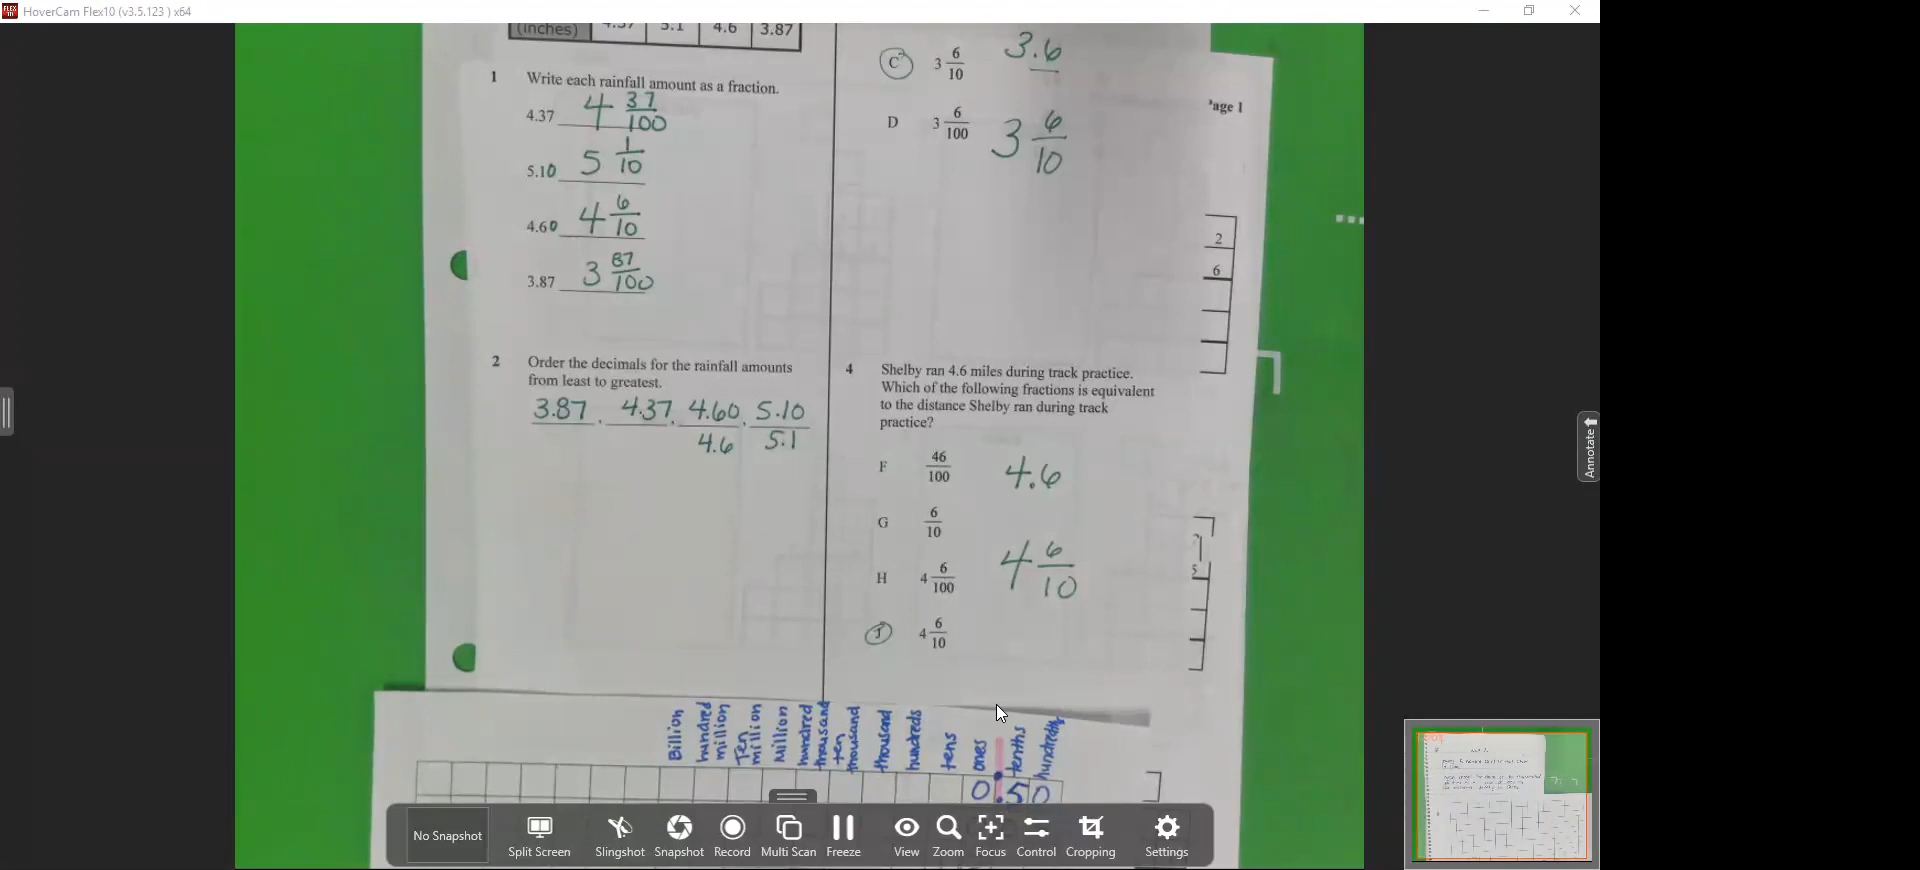 HoverCam Flex10 (v3.5.123 ) x64
(inches) 4.37 5.1 4.6 3.87
1 Write each rainfall amount as a fraction.
4.37 4 37/100
5.10 5 1/10
4.60 4 6/10
3.87 3 87/100
2 Order the decimals for the rainfall amounts
from least to greatest.
3.87, 4.37, 4.60, 5.10
4.6 5.1
C 3 6/10 3.6
D 3 6/100 3 6/10
age 1
2
6
4 Shelby ran 4.6 miles during track practice.
Which of the following fractions is equivalent
to the distance Shelby ran during track
practice?
F 46/100 4.6
G 6/10
H 4 6/100 4 6/10
J 4 6/10
5
Billion
hundred million
Ten million
Million
hundred thousand
ten thousand
thousand
hundreds
tens
ones
tenths
hundredths
0.50
Annotate
No Snapshot
Split Screen
Slingshot
Snapshot
Record
Multi Scan
Freeze
View
Zoom
Focus
Control
Cropping
Settings